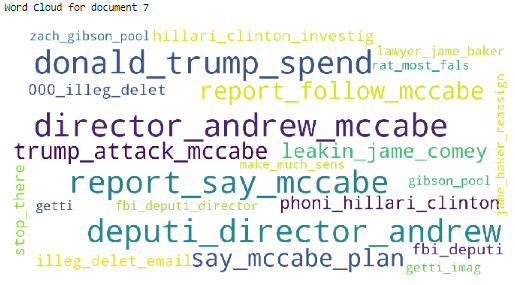 Word Cloud for document 7
zach_gibson_pool
hillari_clinton_investig
donald_trump_spend
lawyer_jame_baker
rat_most_fals
000_illeg_delet
report_follow_mccabe
director_andrew_mccabe
trump_attack_mccabe
leakin_jame_comey
make_much_sens
report_say_mccabe
gibson_pool
jame_baker_reassign
stop_there
getti
fbi_deputi_director
phoni_hillari_clinton
deputi_director_andrew
fbi_deputi
illeg_delet_email
say_mccabe_plan
getti_imag